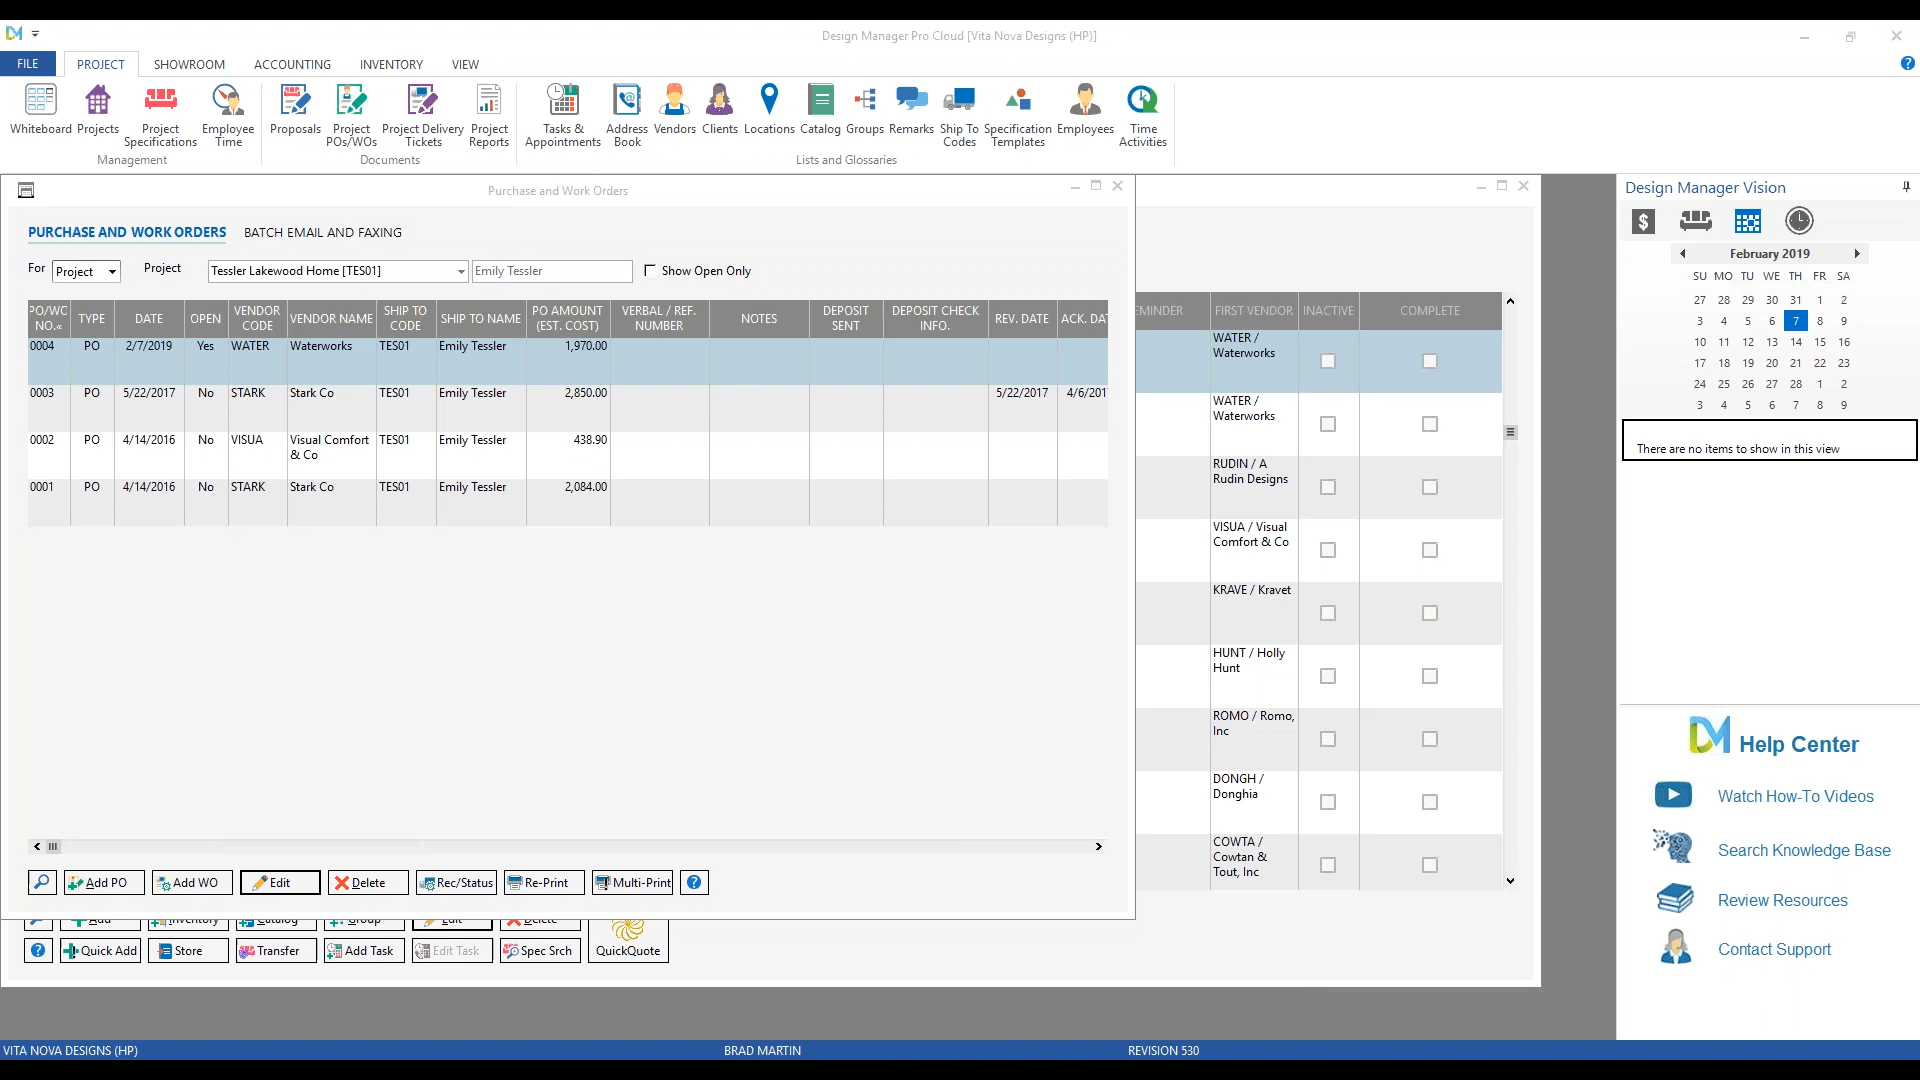 Design Manager Pro Cloud [Vita Nova Designs (HP)]
FILE PROJECT SHOWROOM ACCOUNTING INVENTORY VIEW
Whiteboard Projects Project Specifications Employee Time
Management
Proposals Project POs/WOs Project Delivery Tickets Project Reports
Documents
Tasks & Appointments Address Book Vendors Clients Locations Catalog Groups Remarks Ship To Codes Specification Templates Employees Time Activities
Lists and Glossaries
Purchase and Work Orders
PURCHASE AND WORK ORDERS BATCH EMAIL AND FAXING
For Project Project Tessler Lakewood Home [TES01] Emily Tessler Show Open Only
PO/WO NO.« TYPE DATE OPEN VENDOR CODE VENDOR NAME SHIP TO CODE SHIP TO NAME PO AMOUNT (EST. COST) VERBAL / REF. NUMBER NOTES DEPOSIT SENT DEPOSIT CHECK INFO. REV. DATE ACK. DAT
0004 PO 2/7/2019 Yes WATER Waterworks TES01 Emily Tessler 1,970.00
0003 PO 5/22/2017 No STARK Stark Co TES01 Emily Tessler 2,850.00 5/22/2017 4/6/201
0002 PO 4/14/2016 No VISUA Visual Comfort & Co TES01 Emily Tessler 438.90
0001 PO 4/14/2016 No STARK Stark Co TES01 Emily Tessler 2,084.00
Add PO Add WO Edit Delete Rec/Status Re-Print Multi-Print
EMINDER FIRST VENDOR INACTIVE COMPLETE
WATER /
Waterworks
WATER /
Waterworks
RUDIN / A
Rudin Designs
VISUA / Visual
Comfort & Co
KRAVE / Kravet
HUNT / Holly
Hunt
ROMO / Romo,
Inc
DONGH /
Donghia
COWTA /
Cowtan &
Tout, Inc
Add Inventory Catalog Group Edit Delete
Quick Add Store Transfer Add Task Edit Task Spec Srch QuickQuote
Design Manager Vision
February 2019
SU MO TU WE TH FR SA
27 28 29 30 31 1 2
3 4 5 6 7 8 9
10 11 12 13 14 15 16
17 18 19 20 21 22 23
24 25 26 27 28 1 2
3 4 5 6 7 8 9
There are no items to show in this view
DM Help Center
Watch How-To Videos
Search Knowledge Base
Review Resources
Contact Support
VITA NOVA DESIGNS (HP) BRAD MARTIN REVISION 530